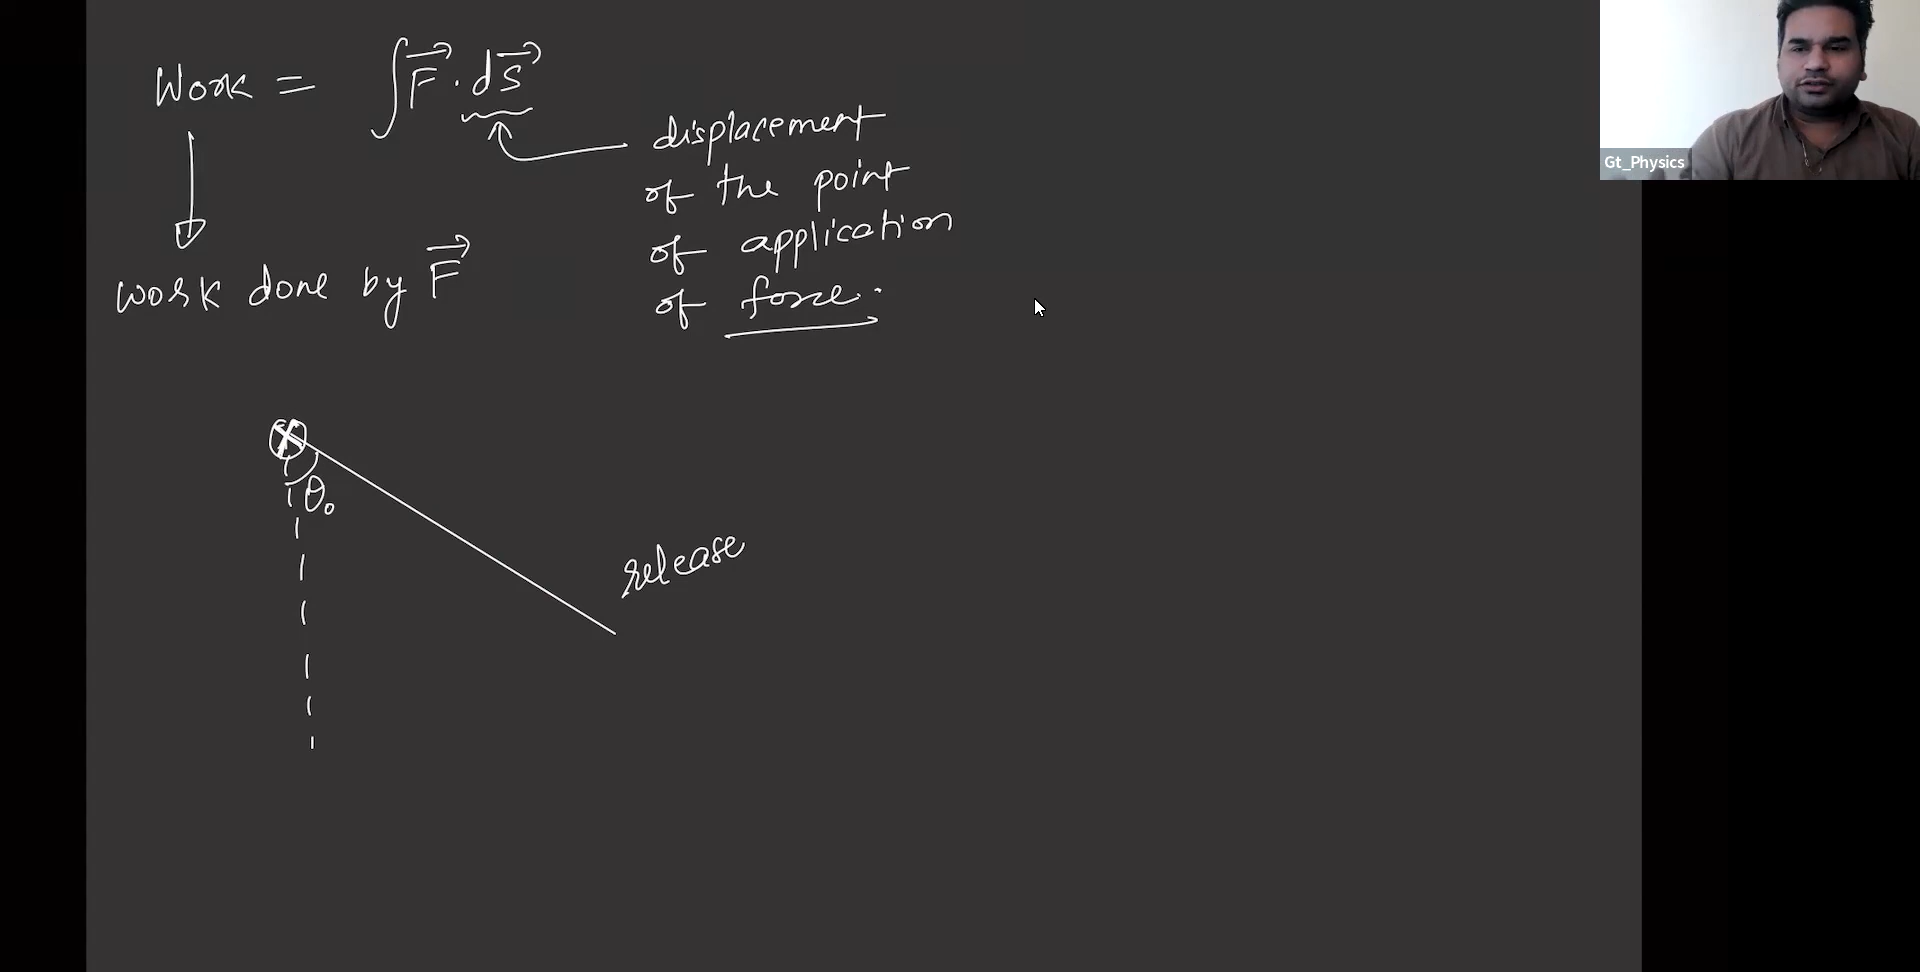 Work = ∫F⃗ · ds⃗
displacement
of the point
of application
of force.
work done by F⃗
θ₀
release
Gt_Physics